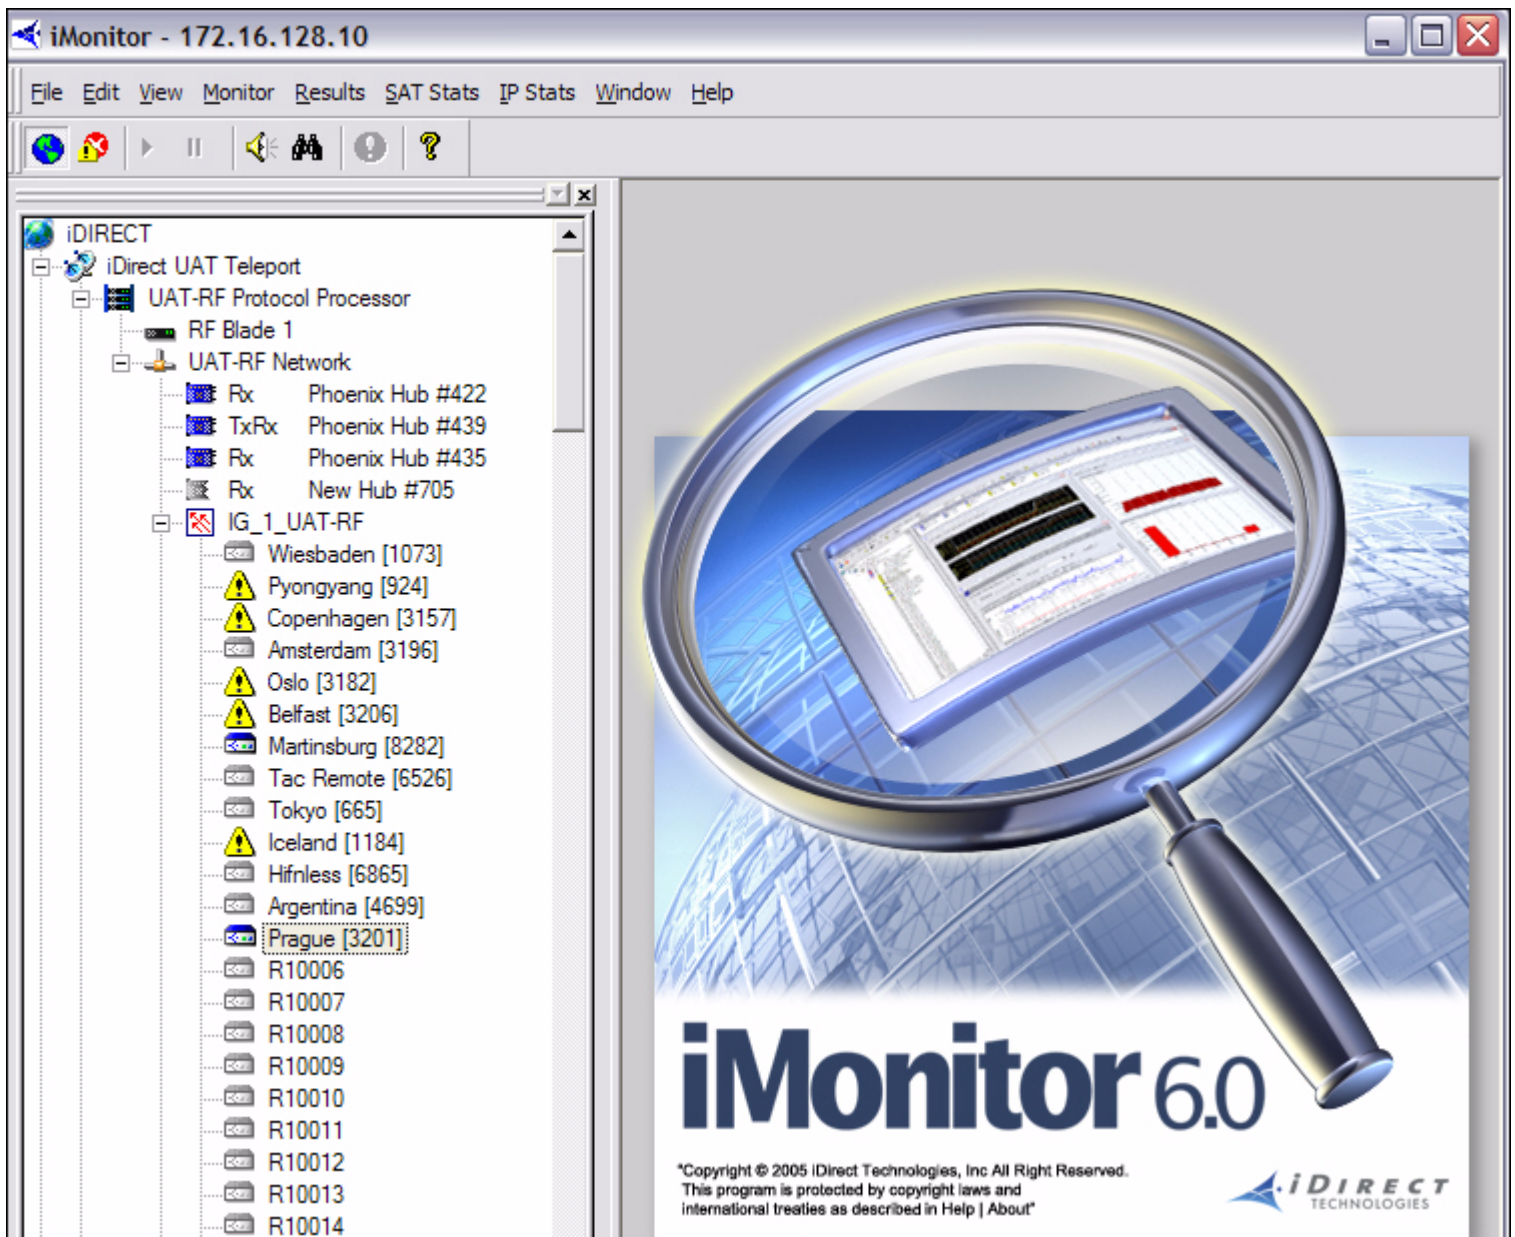 iMonitor - 172.16.128.10
File Edit View Monitor Results SAT Stats IP Stats Window Help
iDIRECT
iDirect UAT Teleport
UAT-RF Protocol Processor
RF Blade 1
UAT-RF Network
Rx Phoenix Hub #422
TxRx Phoenix Hub #439
Rx Phoenix Hub #435
Rx New Hub #705
IG_1_UAT-RF
Wiesbaden [1073]
Pyongyang [924]
Copenhagen [3157]
Amsterdam [3196]
Oslo [3182]
Belfast [3206]
Martinsburg [8282]
Tac Remote [6526]
Tokyo [665]
Iceland [1184]
Hifnless [6865]
Argentina [4699]
Prague [3201]
R10006
R10007
R10008
R10009
R10010
R10011
R10012
R10013
R10014
iMonitor 6.0
"Copyright © 2005 iDirect Technologies, Inc All Right Reserved.
This program is protected by copyright laws and
international treaties as described in Help | About"
iDIRECT
TECHNOLOGIES